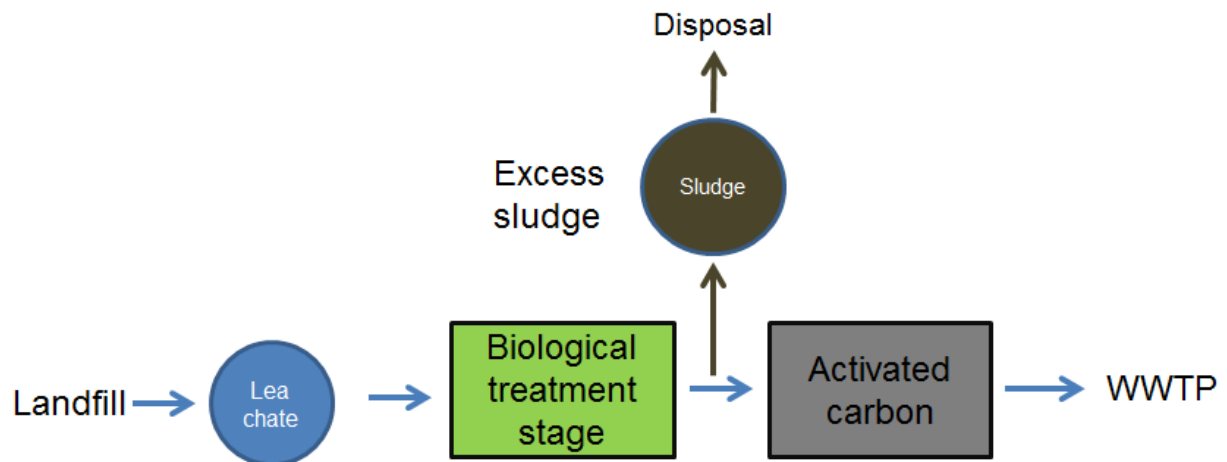 Disposal
Excess
sludge
Sludge
Landfill
Lea
chate
Biological
treatment
stage
Activated
carbon
WWTP